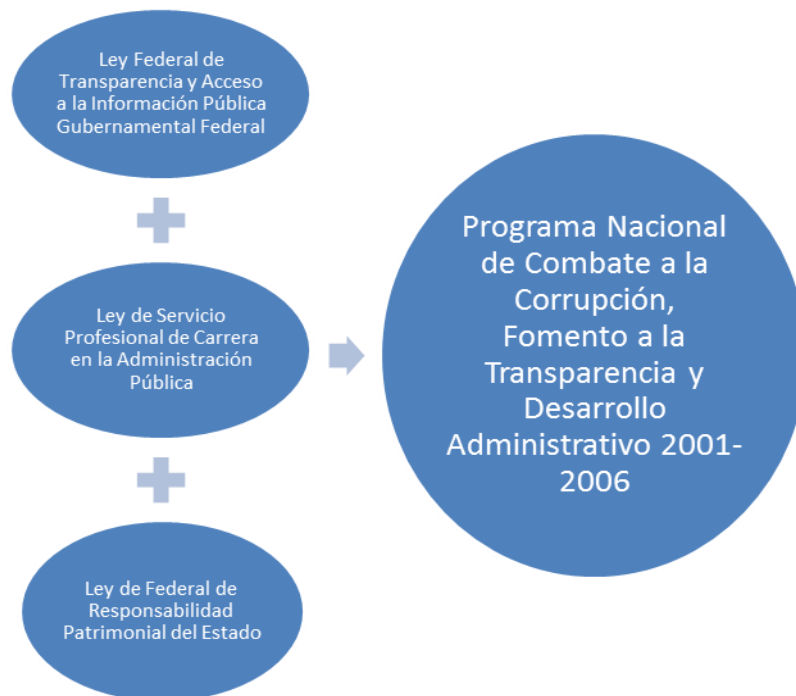 Ley Federal de
Transparencia y Acceso
a la Información Pública
Gubernamental Federal
Ley de Servicio
Profesional de Carrera
en la Administración
Pública
Ley de Federal de
Responsabilidad
Patrimonial del Estado
Programa Nacional
de Combate a la
Corrupción,
Fomento a la
Transparencia y
Desarrollo
Administrativo 2001-
2006